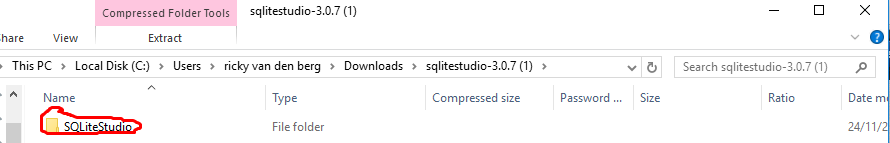 Compressed Folder Tools sqlitestudio-3.0.7 (1)
View Extract
This PC Local Disk (C:) Users ricky van den berg Downloads sqlitestudio-3.0.7 (1) Search sqlitestudio-3.0.7 (1)
Name Type Compressed size Password ... Size Ratio Date m
SQLiteStudio File folder 24/11/2